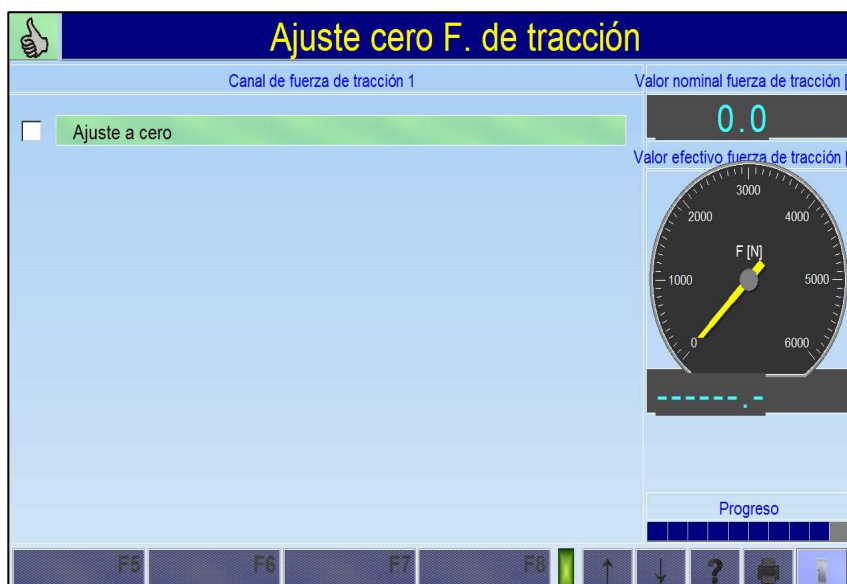 Ajuste cero F. de tracción
Canal de fuerza de tracción 1
Valor nominal fuerza de tracción [
Ajuste a cero
0.0
Valor efectivo fuerza de tracción [
3000
2000
4000
F [N]
1000
5000
0
6000
------.-
Progreso
F5
F6
F7
F8
↑
↓
?